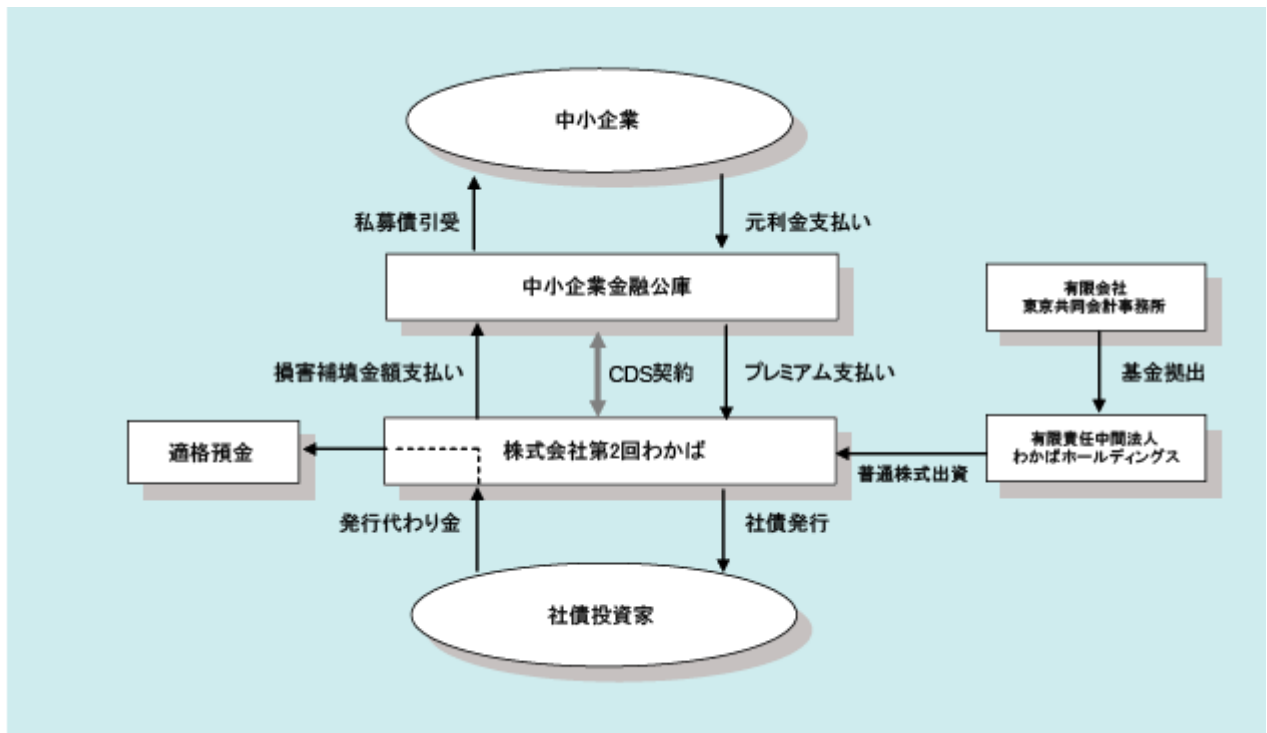 中小企業
私募債引受
元利金支払い
中小企業金融公庫
有限会社
東京共同会計事務所
損害補填金額支払い
CDS契約
プレミアム支払い
基金拠出
適格預金
株式会社第2回わかば
有限責任中間法人
わかばホールディングス
普通株式出資
発行代わり金
社債発行
社債投資家